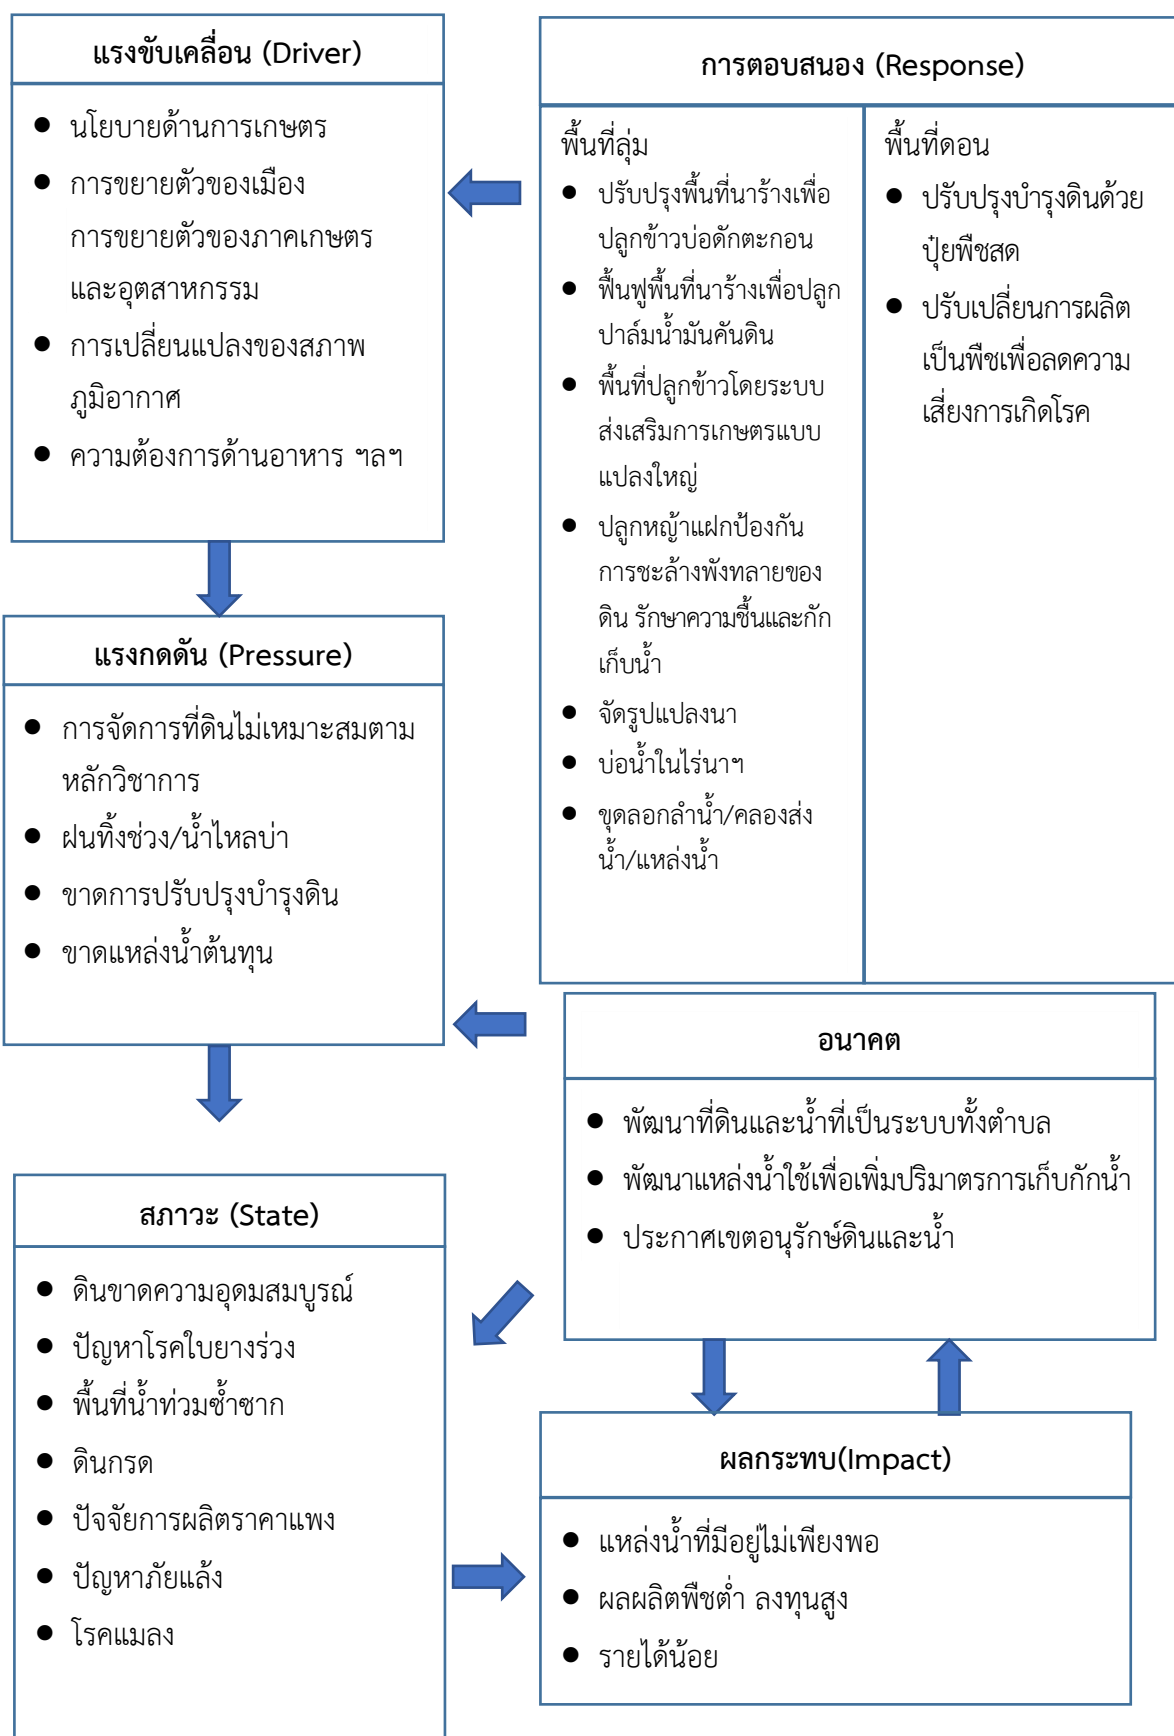 แรงขับเคลื่อน (Driver)
● นโยบายด้านการเกษตร
● การขยายตัวของเมือง
การขยายตัวของภาคเกษตร
และอุตสาหกรรม
● การเปลี่ยนแปลงของสภาพ
ภูมิอากาศ
● ความต้องการด้านอาหาร ฯลฯ
การตอบสนอง (Response)
พื้นที่ลุ่ม
● ปรับปรุงพื้นที่นาร้างเพื่อ
ปลูกข้าวบ่อดักตะกอน
● ฟื้นฟูพื้นที่นาร้างเพื่อปลูก
ปาล์มน้ำมันคันดิน
● พื้นที่ปลูกข้าวโดยระบบ
ส่งเสริมการเกษตรแบบ
แปลงใหญ่
● ปลูกหญ้าแฝกป้องกัน
การชะล้างพังทลายของ
ดิน รักษาความชื้นและกัก
เก็บน้ำ
● จัดรูปแปลงนา
● บ่อน้ำในไร่นาฯ
● ขุดลอกลำน้ำ/คลองส่ง
น้ำ/แหล่งน้ำ
พื้นที่ดอน
● ปรับปรุงบำรุงดินด้วย
ปุ๋ยพืชสด
● ปรับเปลี่ยนการผลิต
เป็นพืชเพื่อลดความ
เสี่ยงการเกิดโรค
แรงกดดัน (Pressure)
● การจัดการที่ดินไม่เหมาะสมตาม
หลักวิชาการ
● ฝนทิ้งช่วง/น้ำไหลบ่า
● ขาดการปรับปรุงบำรุงดิน
● ขาดแหล่งน้ำต้นทุน
อนาคต
● พัฒนาที่ดินและน้ำที่เป็นระบบทั้งตำบล
● พัฒนาแหล่งน้ำใช้เพื่อเพิ่มปริมาตรการเก็บกักน้ำ
● ประกาศเขตอนุรักษ์ดินและน้ำ
สภาวะ (State)
● ดินขาดความอุดมสมบูรณ์
● ปัญหาโรคใบยางร่วง
● พื้นที่น้ำท่วมซ้ำซาก
● ดินกรด
● ปัจจัยการผลิตราคาแพง
● ปัญหาภัยแล้ง
● โรคแมลง
ผลกระทบ(Impact)
● แหล่งน้ำที่มีอยู่ไม่เพียงพอ
● ผลผลิตพืชต่ำ ลงทุนสูง
● รายได้น้อย